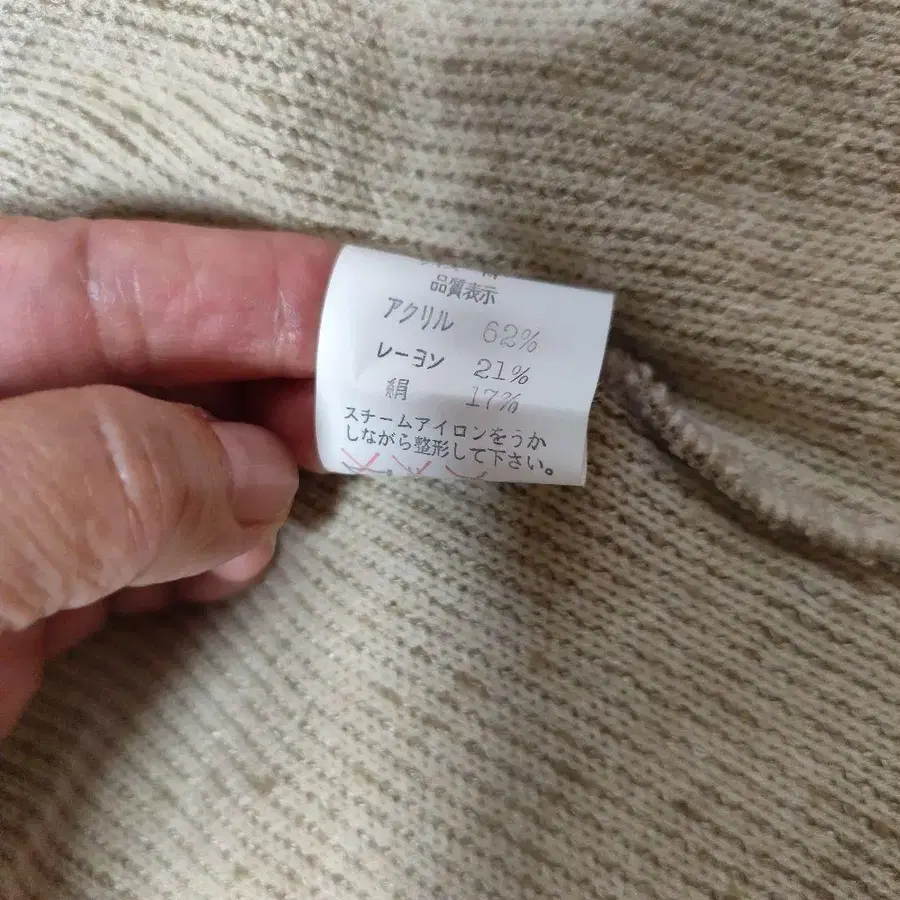 品質表示
アクリル 62%
レーヨン 21%
絹 17%
スチームアイロンをうか
しながら整形して下さい。